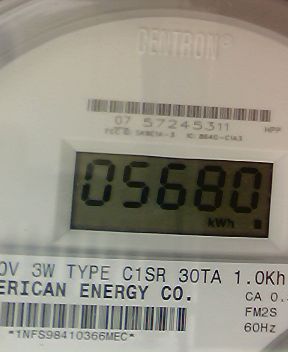 CENTRON®
07 57245311 HPP
05680
kWh
0V 3W TYPE C1SR 30TA 1.0Kh
ERICAN ENERGY CO.
CA 0.
FM2S
60Hz
*1NFS98410366MEC*